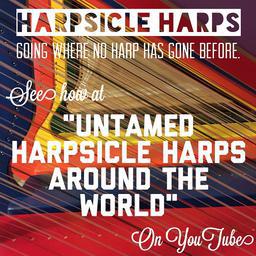 HARPSICLE HARPS
GOING WHERE NO HARP HAS GONE BEFORE.
See how at
"UNTAMED
HARPSICLE HARPS
AROUND THE
WORLD"
On YouTube